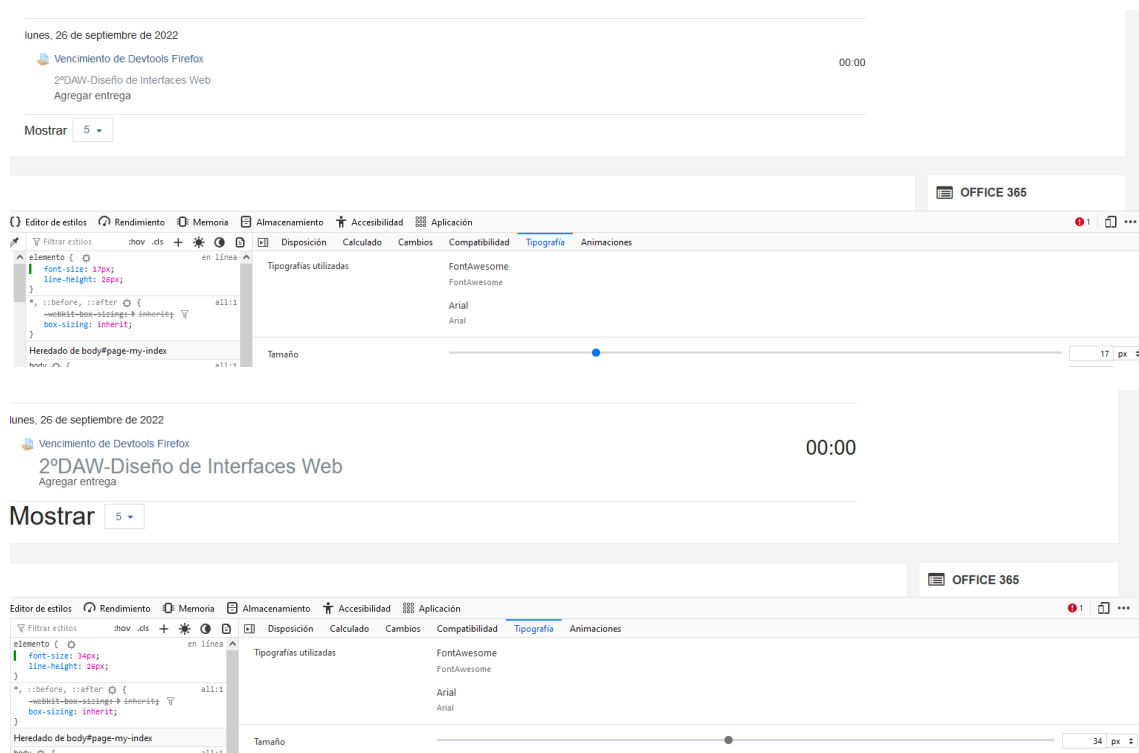 lunes, 26 de septiembre de 2022
Vencimiento de Devtools Firefox 00:00
2ºDAW-Diseño de Interfaces Web
Agregar entrega
Mostrar 5
OFFICE 365
{} Editor de estilos Rendimiento Memoria Almacenamiento Accesibilidad Aplicación 1
Filtrar estilos :hov .cls Disposición Calculado Cambios Compatibilidad Tipografía Animaciones
elemento { en línea
font-size: 17px;
line-height: 26px;
}
*, ::before, ::after { all:1
-webkit-box-sizing: inherit;
box-sizing: inherit;
}
Heredado de body#page-my-index
body { all:1
Tipografías utilizadas FontAwesome
FontAwesome
Arial
Arial
Tamaño 17 px
lunes, 26 de septiembre de 2022
Vencimiento de Devtools Firefox 00:00
2ºDAW-Diseño de Interfaces Web
Agregar entrega
Mostrar 5
OFFICE 365
Editor de estilos Rendimiento Memoria Almacenamiento Accesibilidad Aplicación 1
Filtrar estilos :hov .cls Disposición Calculado Cambios Compatibilidad Tipografía Animaciones
elemento { en línea
font-size: 34px;
line-height: 26px;
}
*, ::before, ::after { all:1
-webkit-box-sizing: inherit;
box-sizing: inherit;
}
Heredado de body#page-my-index
body { all:1
Tipografías utilizadas FontAwesome
FontAwesome
Arial
Arial
Tamaño 34 px